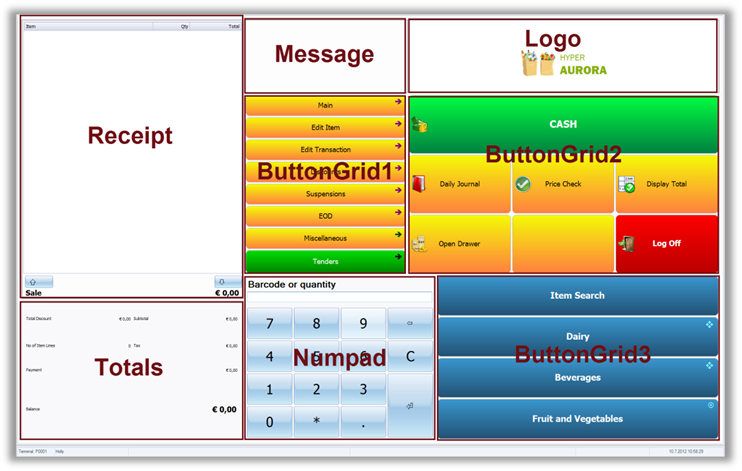 Item Qty Total
Receipt
Sale € 0,00
Message
Logo
HYPER
AURORA
Main
Edit Item
Edit Transaction
ButtonGrid1
Suspensions
EOD
Miscellaneous
Tenders
CASH
ButtonGrid2
Daily Journal Price Check Display Total
Open Drawer Log Off
Total Discount € 0,00 Subtotal € 0,00
No of Item Lines 0 Tax € 0,00
Payment € 0,00
Totals
Balance € 0,00
Barcode or quantity
7 8 9
4 5 6 C
Numpad
1 2 3
0 * .
Item Search
Dairy
ButtonGrid3
Beverages
Fruit and Vegetables
Terminal: P0001 Holly 10.7.2012 10:58:29